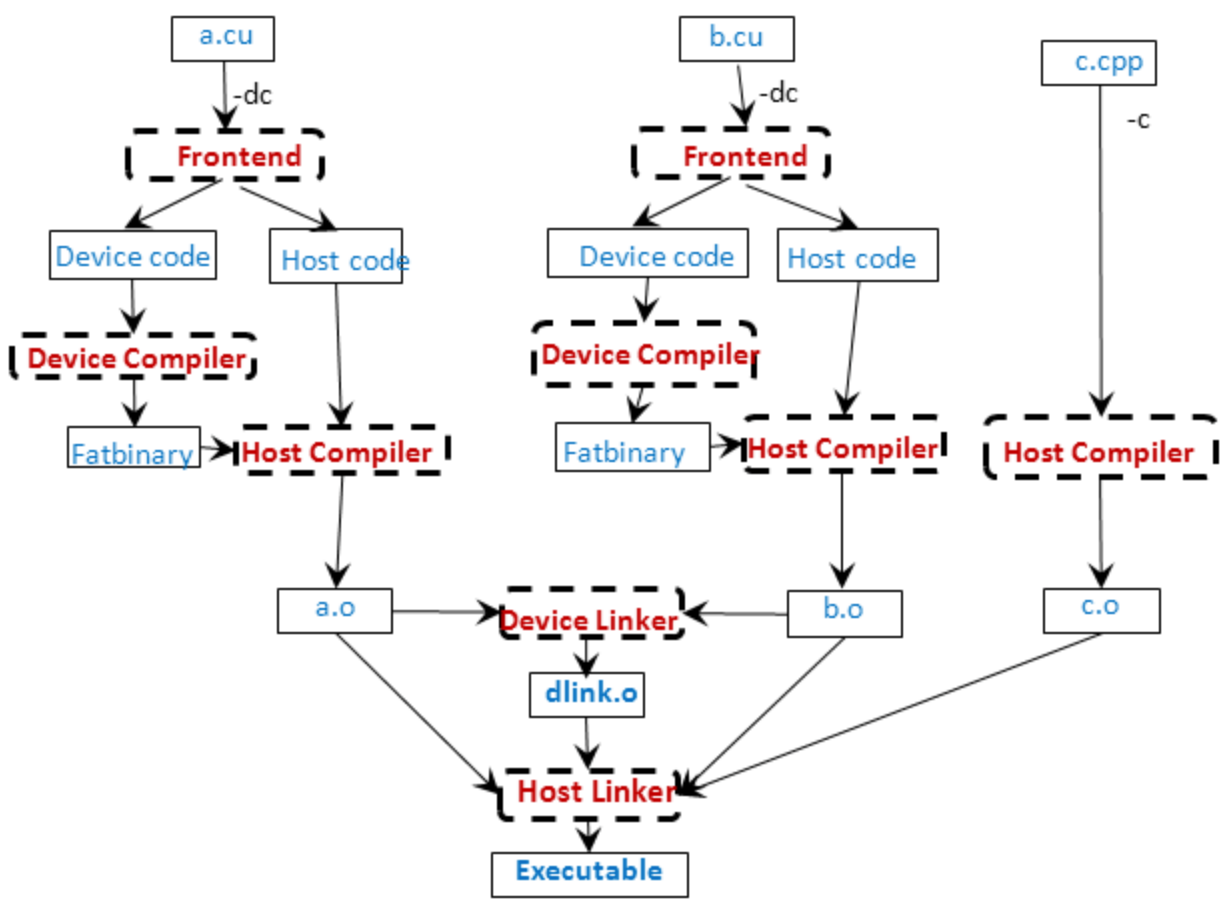 a.cu
b.cu
c.cpp
-dc
-dc
-c
Frontend
Frontend
Device code
Host code
Device code
Host code
Device Compiler
Device Compiler
Fatbinary
Host Compiler
Fatbinary
Host Compiler
Host Compiler
a.o
Device Linker
b.o
c.o
dlink.o
Host Linker
Executable